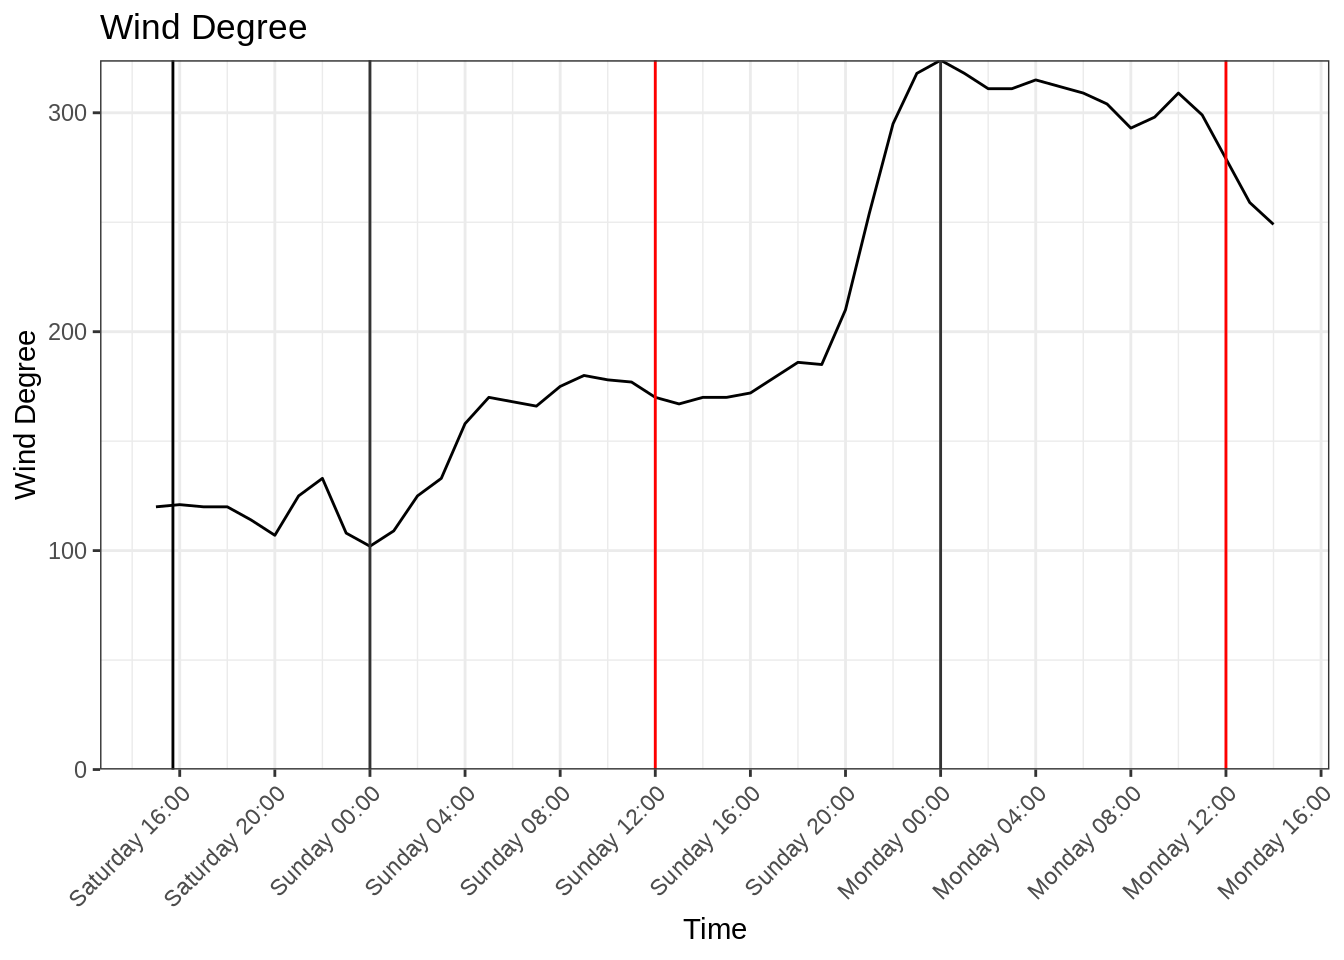 Wind Degree
Wind Degree
300
200
100
0
Saturday 16:00
Saturday 20:00
Sunday 00:00
Sunday 04:00
Sunday 08:00
Sunday 12:00
Sunday 16:00
Sunday 20:00
Monday 00:00
Monday 04:00
Monday 08:00
Monday 12:00
Monday 16:00
Time